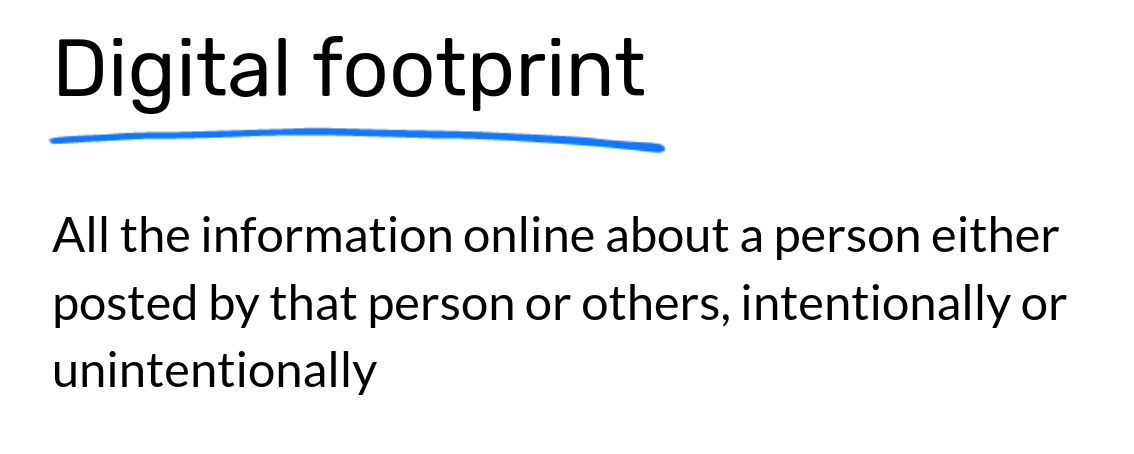 Digital footprint
All the information online about a person either
posted by that person or others, intentionally or
unintentionally